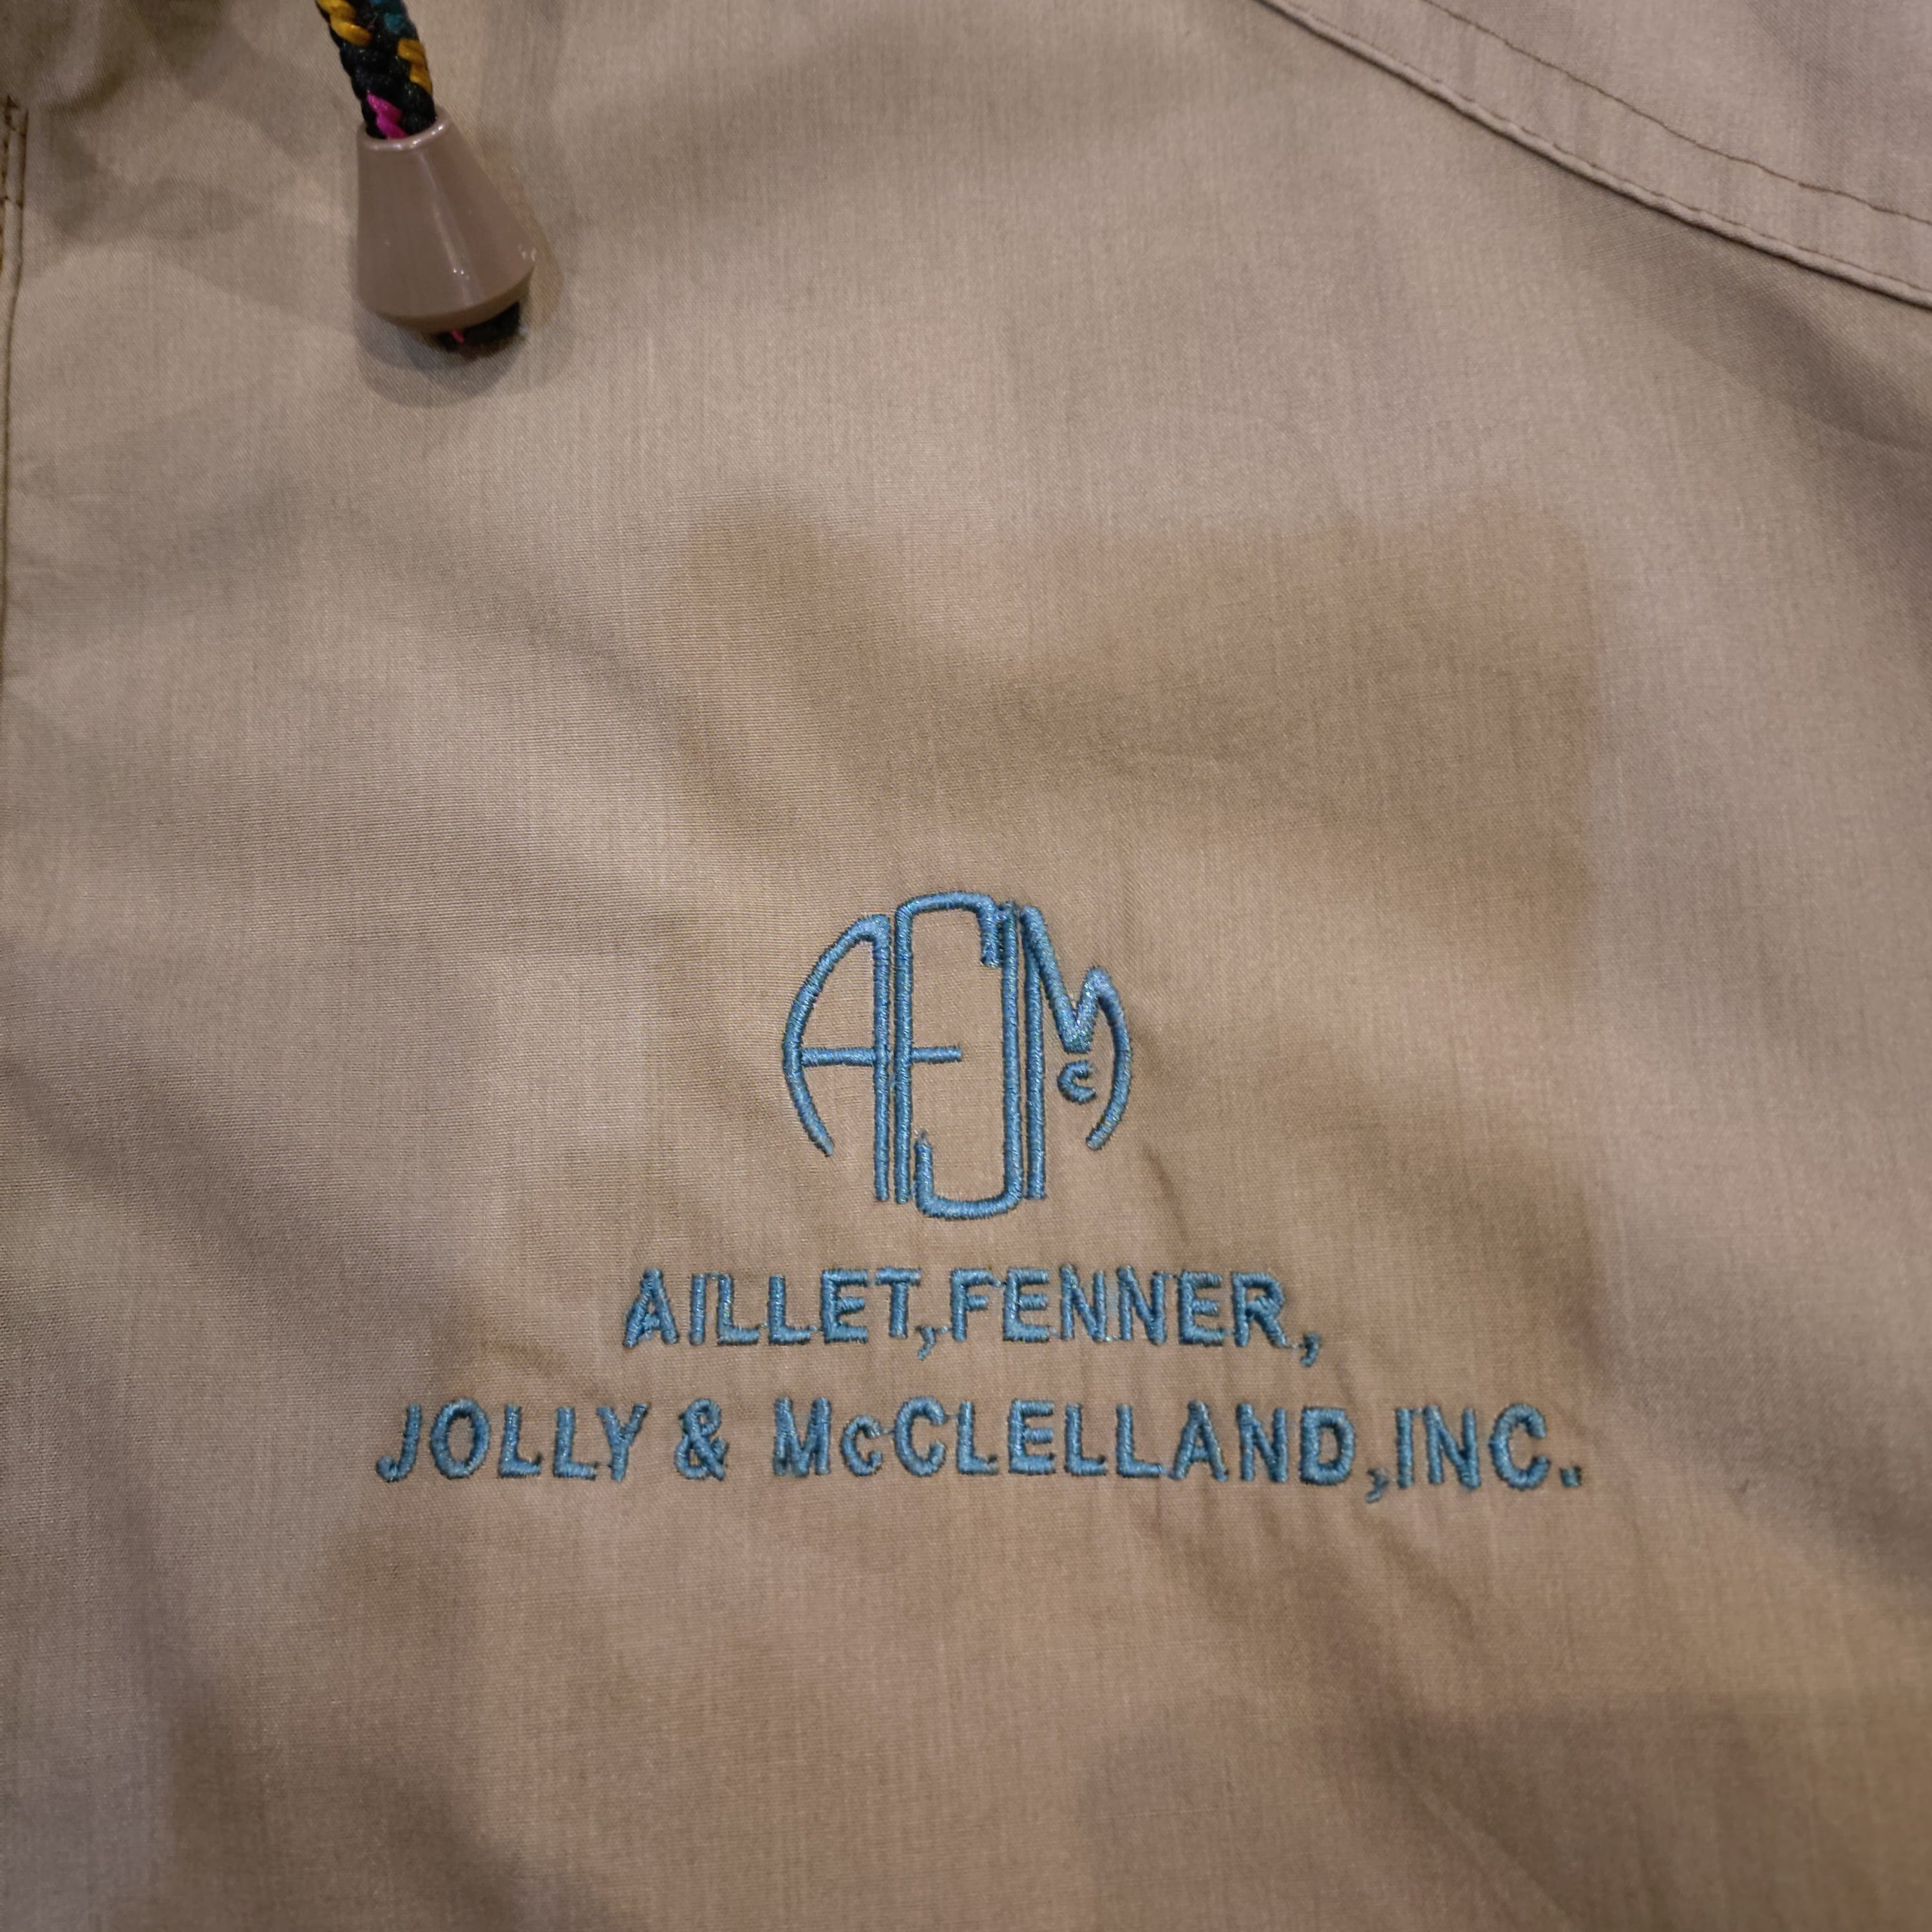 AFJMc
AILLET, FENNER,
JOLLY & McCLELLAND, INC.